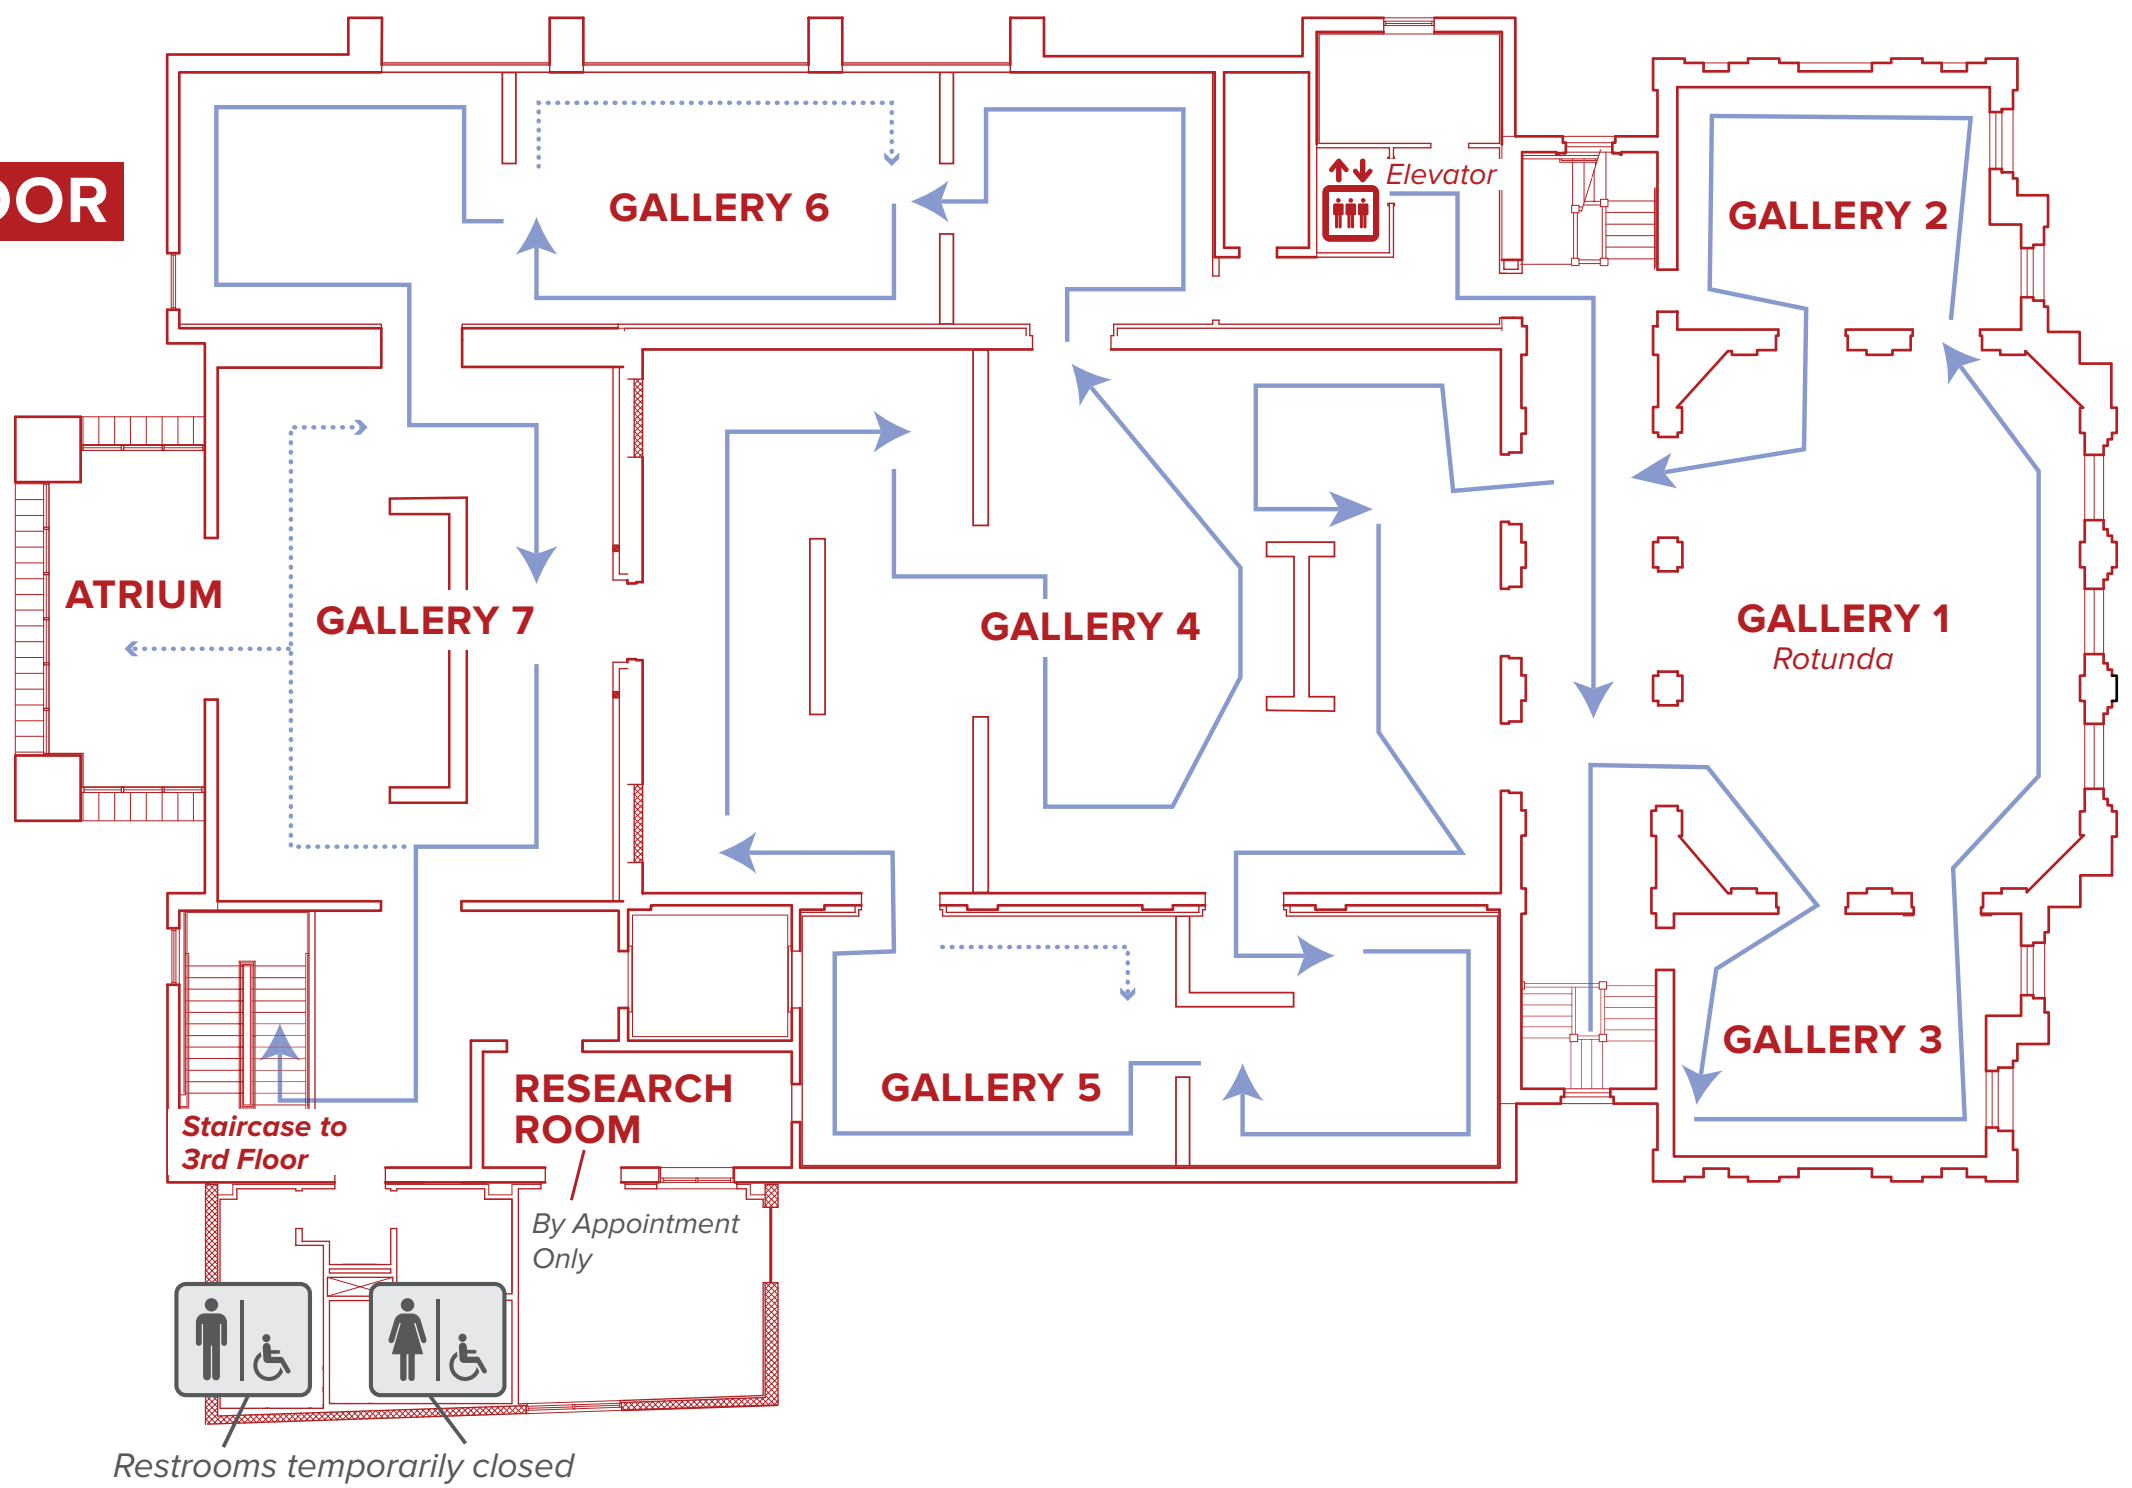 GALLERY 6
Elevator
GALLERY 2
ATRIUM
GALLERY 7
GALLERY 4
GALLERY 1
Rotunda
GALLERY 3
GALLERY 5
RESEARCH
ROOM
By Appointment
Only
Staircase to
3rd Floor
Restrooms temporarily closed